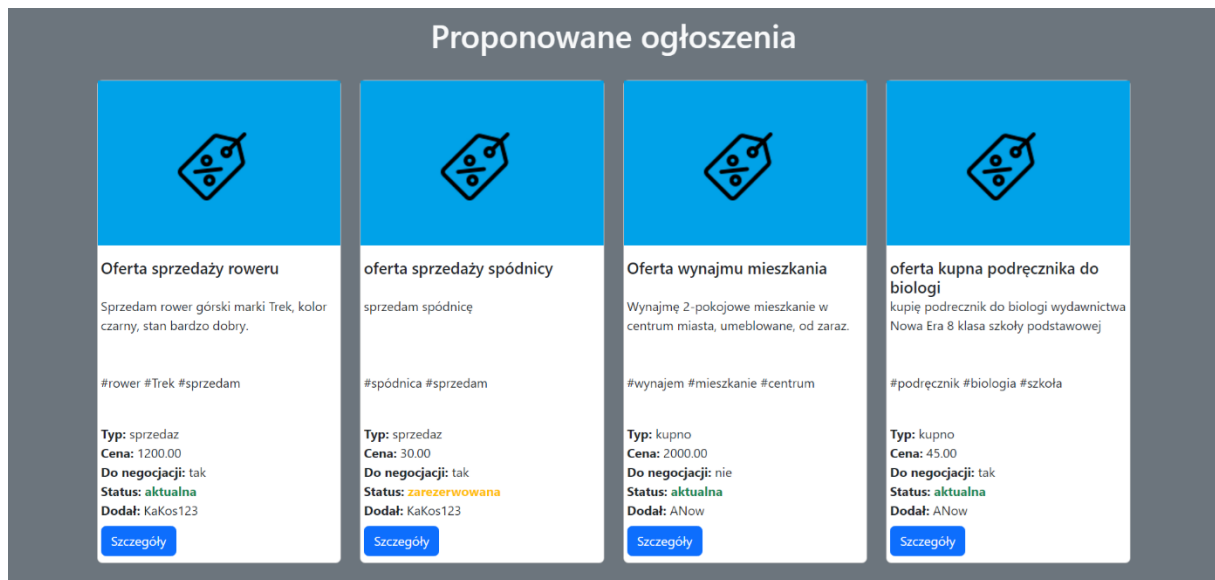 Proponowane ogłoszenia
Oferta sprzedaży roweru
Sprzedam rower górski marki Trek, kolor
czarny, stan bardzo dobry.
#rower #Trek #sprzedam
Typ: sprzedaz
Cena: 1200.00
Do negocjacji: tak
Status: aktualna
Dodał: KaKos123
Szczegóły
oferta sprzedaży spódnicy
sprzedam spódnicę
#spódnica #sprzedam
Typ: sprzedaz
Cena: 30.00
Do negocjacji: tak
Status: zarezerwowana
Dodał: KaKos123
Szczegóły
Oferta wynajmu mieszkania
Wynajmę 2-pokojowe mieszkanie w
centrum miasta, umeblowane, od zaraz.
#wynajem #mieszkanie #centrum
Typ: kupno
Cena: 2000.00
Do negocjacji: nie
Status: aktualna
Dodał: ANow
Szczegóły
oferta kupna podręcznika do
biologi
kupię podrecznik do biologi wydawnictwa
Nowa Era 8 klasa szkoły podstawowej
#podręcznik #biologia #szkoła
Typ: kupno
Cena: 45.00
Do negocjacji: tak
Status: aktualna
Dodał: ANow
Szczegóły